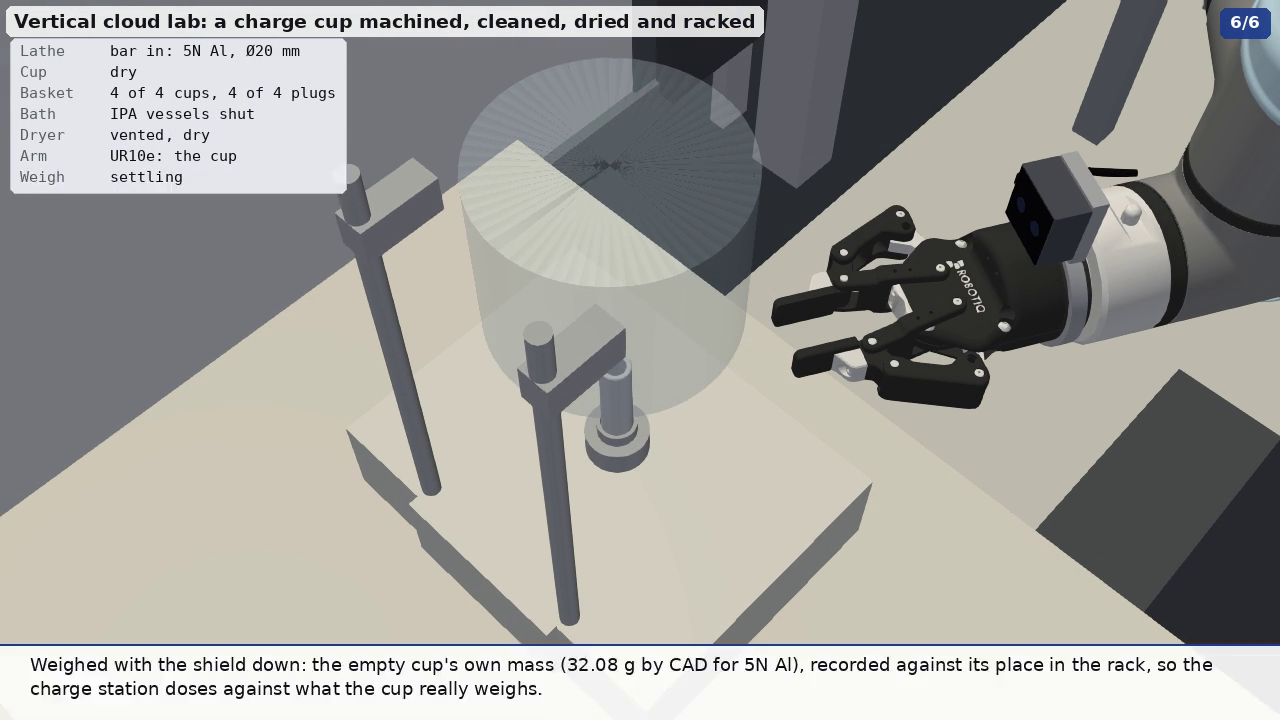 Vertical cloud lab: a charge cup machined, cleaned, dried and racked
6/6
Lathe bar in: 5N Al, Ø20 mm
Cup dry
Basket 4 of 4 cups, 4 of 4 plugs
Bath IPA vessels shut
Dryer vented, dry
Arm UR10e: the cup
Weigh settling
ROBOTIQ
Weighed with the shield down: the empty cup's own mass (32.08 g by CAD for 5N Al), recorded against its place in the rack, so the
charge station doses against what the cup really weighs.